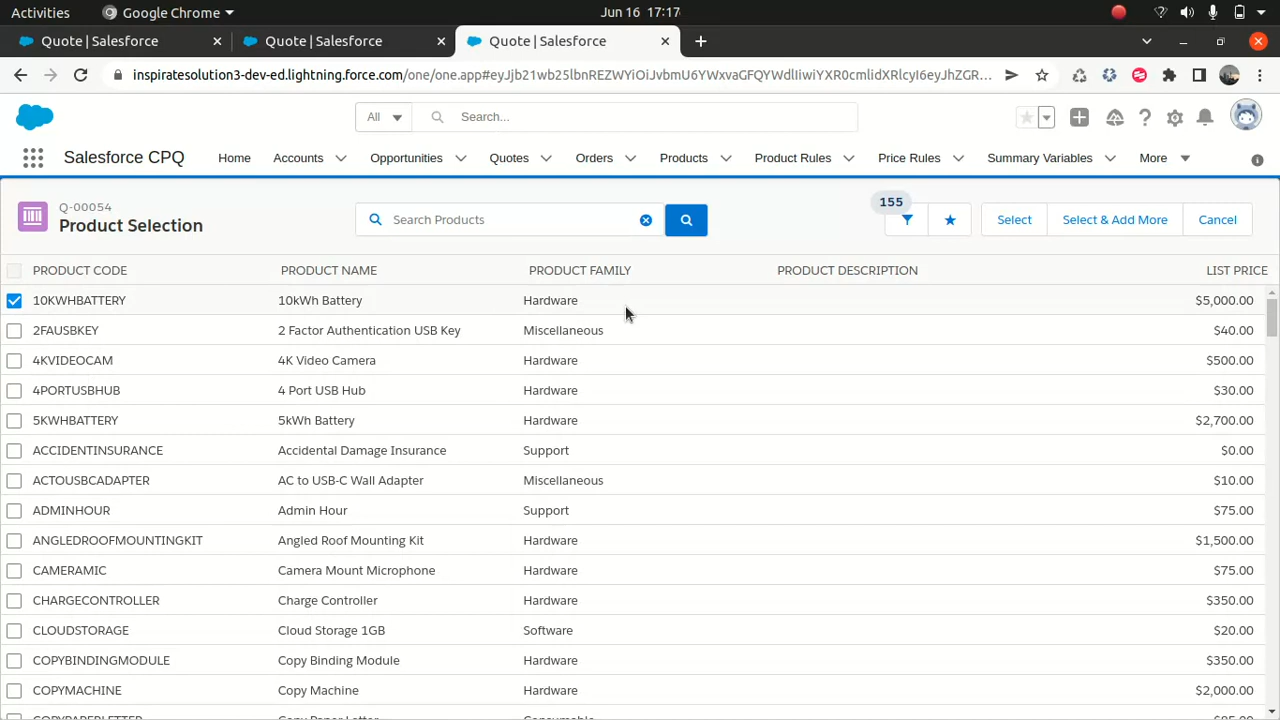 Activities Google Chrome Jun 16 17:17
Quote | Salesforce Quote | Salesforce Quote | Salesforce
inspiratesolution3-dev-ed.lightning.force.com/one/one.app#eyJjb21wb25lbnREZWYiOiJvbmU6YWxvaGFQYWdlIiwiYXR0cmlidXRlcyI6eyJhZGR...
All Search...
Salesforce CPQ Home Accounts Opportunities Quotes Orders Products Product Rules Price Rules Summary Variables More
Q-00054
Product Selection
Search Products
155
Select Select & Add More Cancel
PRODUCT CODE PRODUCT NAME PRODUCT FAMILY PRODUCT DESCRIPTION LIST PRICE
10KWHBATTERY 10kWh Battery Hardware $5,000.00
2FAUSBKEY 2 Factor Authentication USB Key Miscellaneous $40.00
4KVIDEOCAM 4K Video Camera Hardware $500.00
4PORTUSBHUB 4 Port USB Hub Hardware $30.00
5KWHBATTERY 5kWh Battery Hardware $2,700.00
ACCIDENTINSURANCE Accidental Damage Insurance Support $0.00
ACTOUSBCADAPTER AC to USB-C Wall Adapter Miscellaneous $10.00
ADMINHOUR Admin Hour Support $75.00
ANGLEDROOFMOUNTINGKIT Angled Roof Mounting Kit Hardware $1,500.00
CAMERAMIC Camera Mount Microphone Hardware $75.00
CHARGECONTROLLER Charge Controller Hardware $350.00
CLOUDSTORAGE Cloud Storage 1GB Software $20.00
COPYBINDINGMODULE Copy Binding Module Hardware $350.00
COPYMACHINE Copy Machine Hardware $2,000.00
COPYPAPERLETTER Copy Paper Letter Consumable